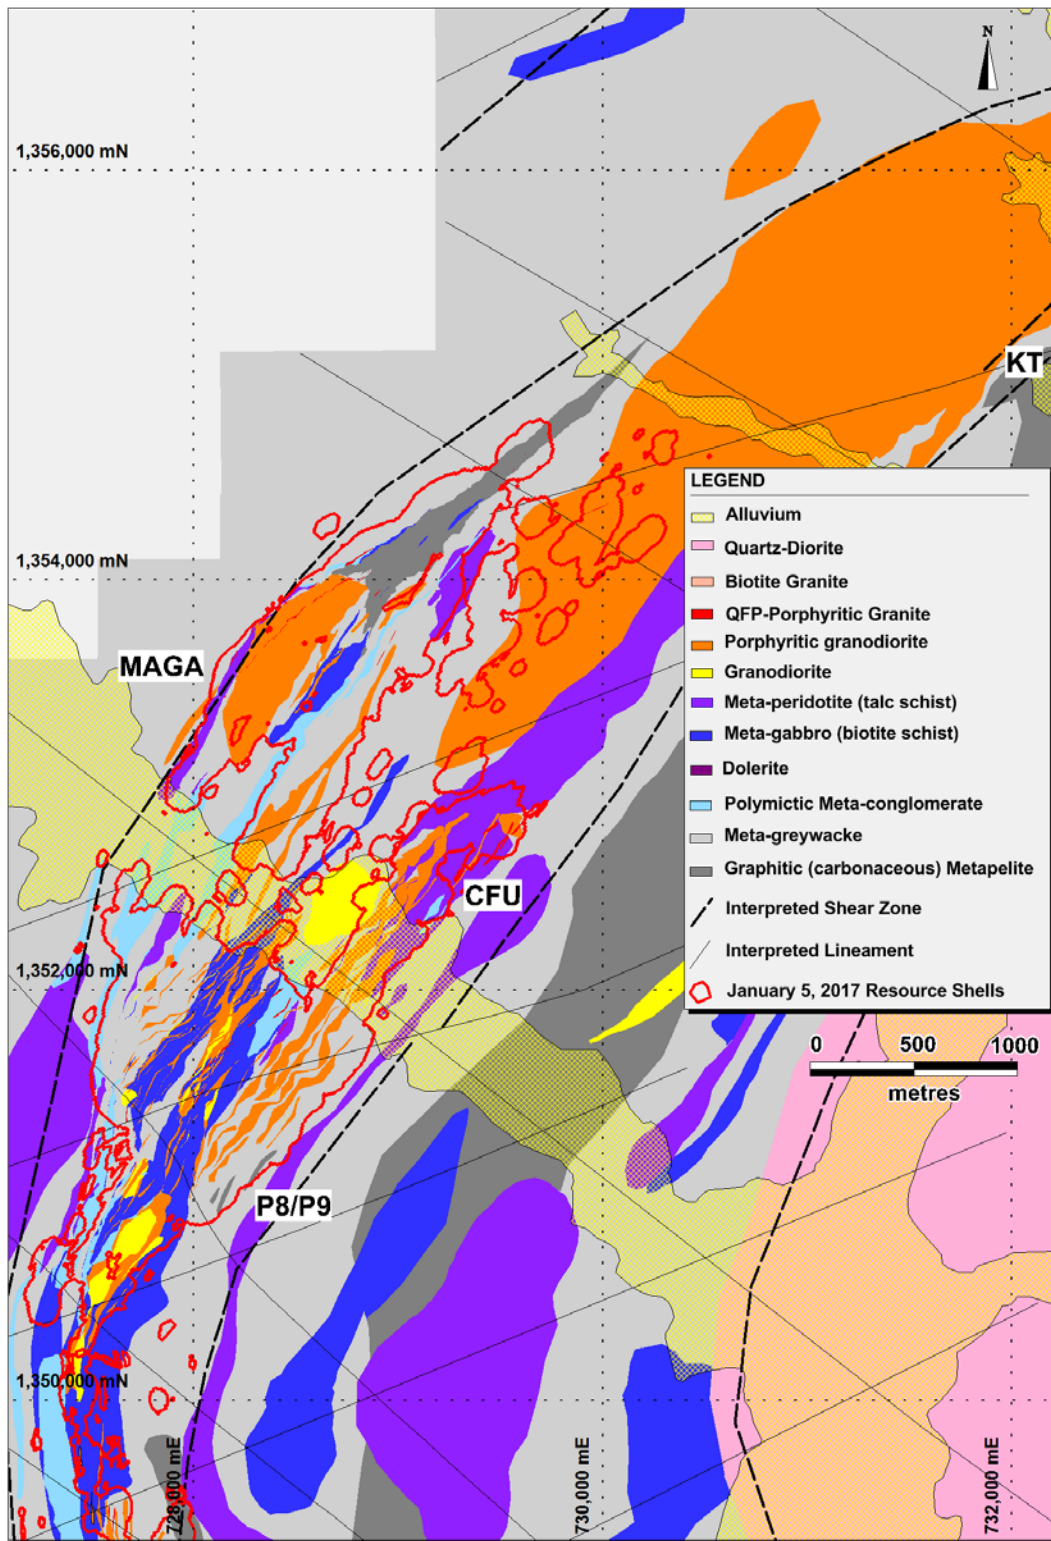 N
1,356,000 mN
KT
LEGEND
Alluvium
Quartz-Diorite
Biotite Granite
QFP-Porphyritic Granite
Porphyritic granodiorite
Granodiorite
Meta-peridotite (talc schist)
Meta-gabbro (biotite schist)
Dolerite
Polymictic Meta-conglomerate
Meta-greywacke
Graphitic (carbonaceous) Metapelite
Interpreted Shear Zone
Interpreted Lineament
January 5, 2017 Resource Shells
1,354,000 mN
MAGA
CFU
1,352,000 mN
0 500 1000
metres
P8/P9
1,350,000 mN
728,000 mE
730,000 mE
732,000 mE